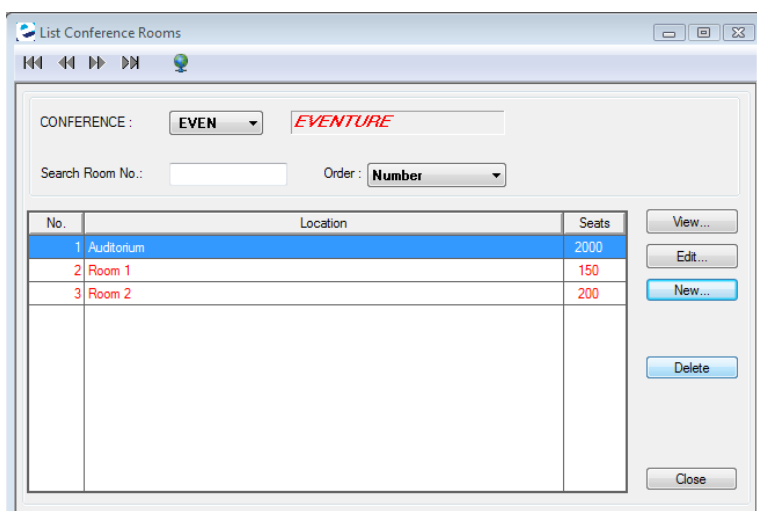 List Conference Rooms
CONFERENCE : EVEN EVENTURE
Search Room No.: Order : Number
No. Location Seats View...
1 Auditorium 2000 Edit...
2 Room 1 150
3 Room 2 200 New...
Delete
Close